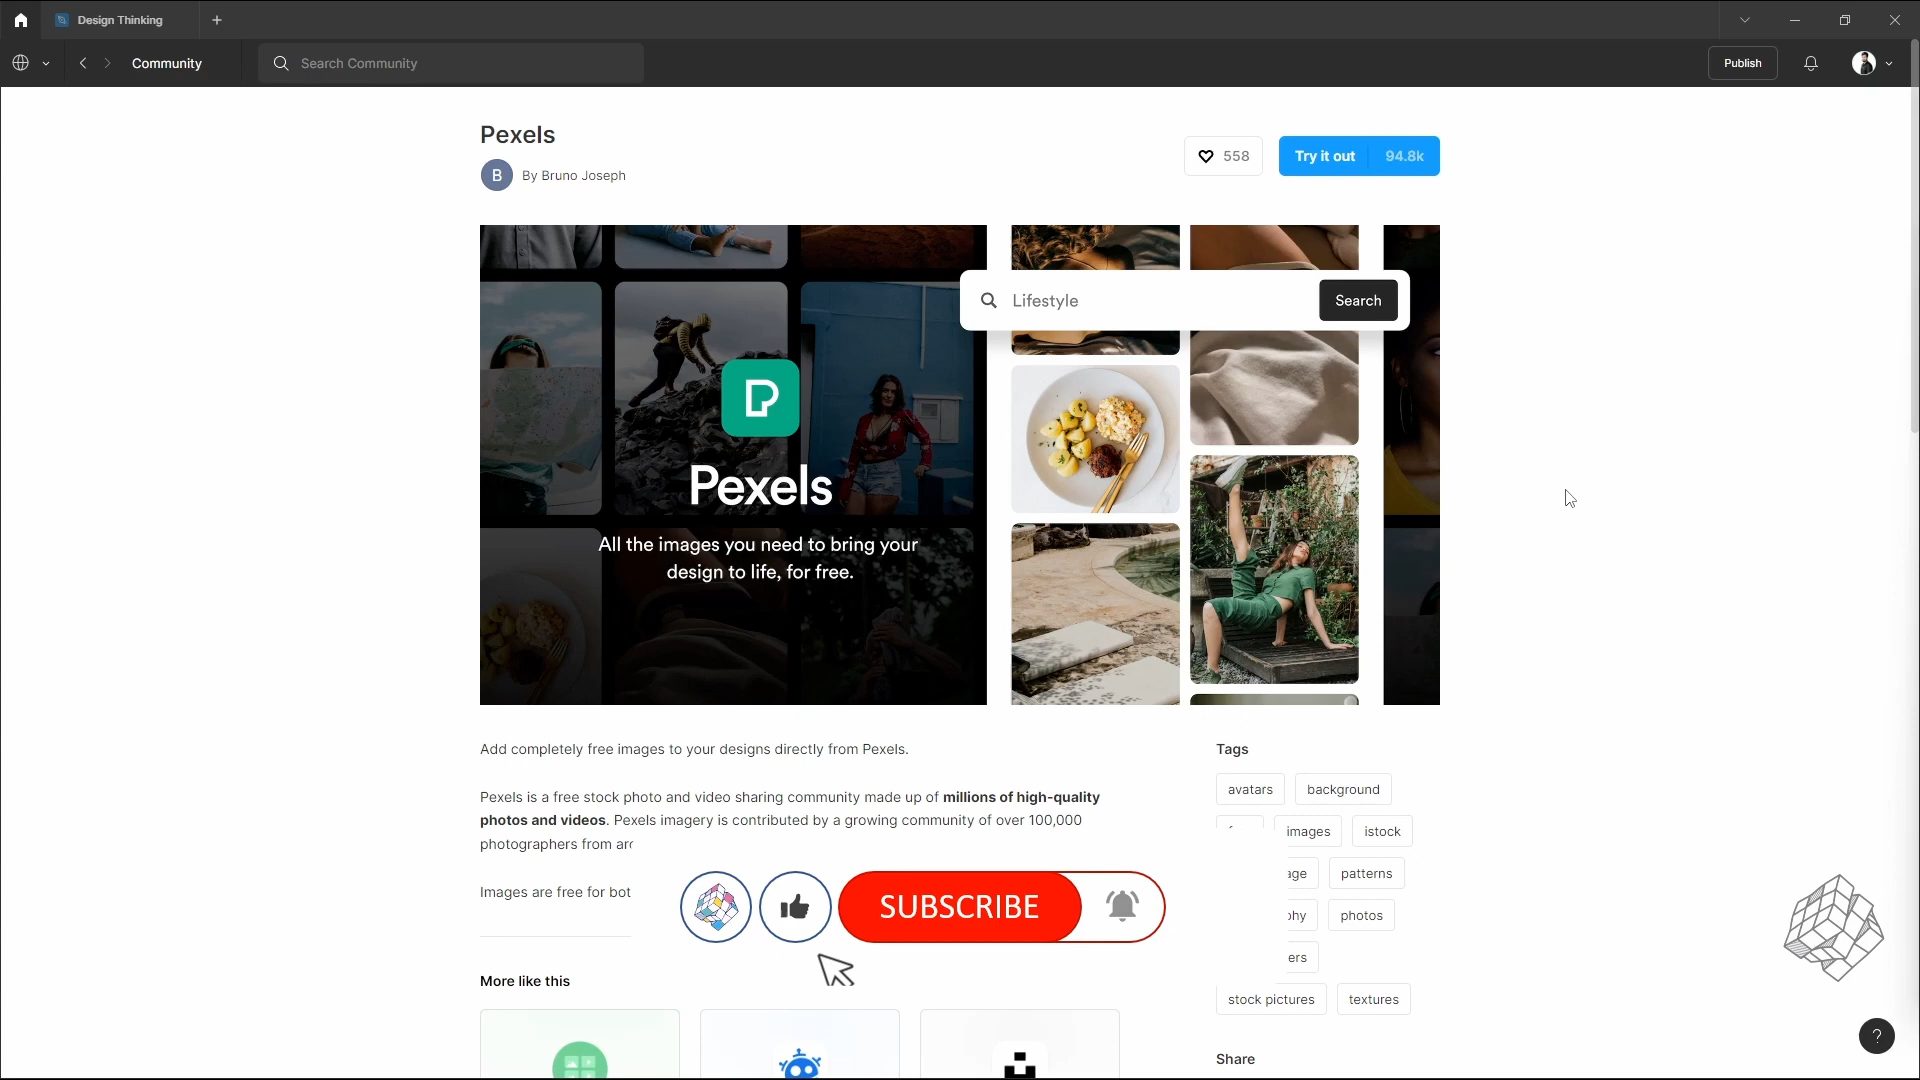 Design Thinking
Community
Search Community
Publish
Pexels
B
By Bruno Joseph
558
Try it out
94.8k
Lifestyle
Search
Pexels
All the images you need to bring your
design to life, for free.
Add completely free images to your designs directly from Pexels.
Tags
avatars
background
Pexels is a free stock photo and video sharing community made up of millions of high-quality
photos and videos. Pexels imagery is contributed by a growing community of over 100,000
photographers from
images
istock
age
patterns
Images are free for bot
SUBSCRIBE
phy
photos
ers
More like this
stock pictures
textures
Share
?